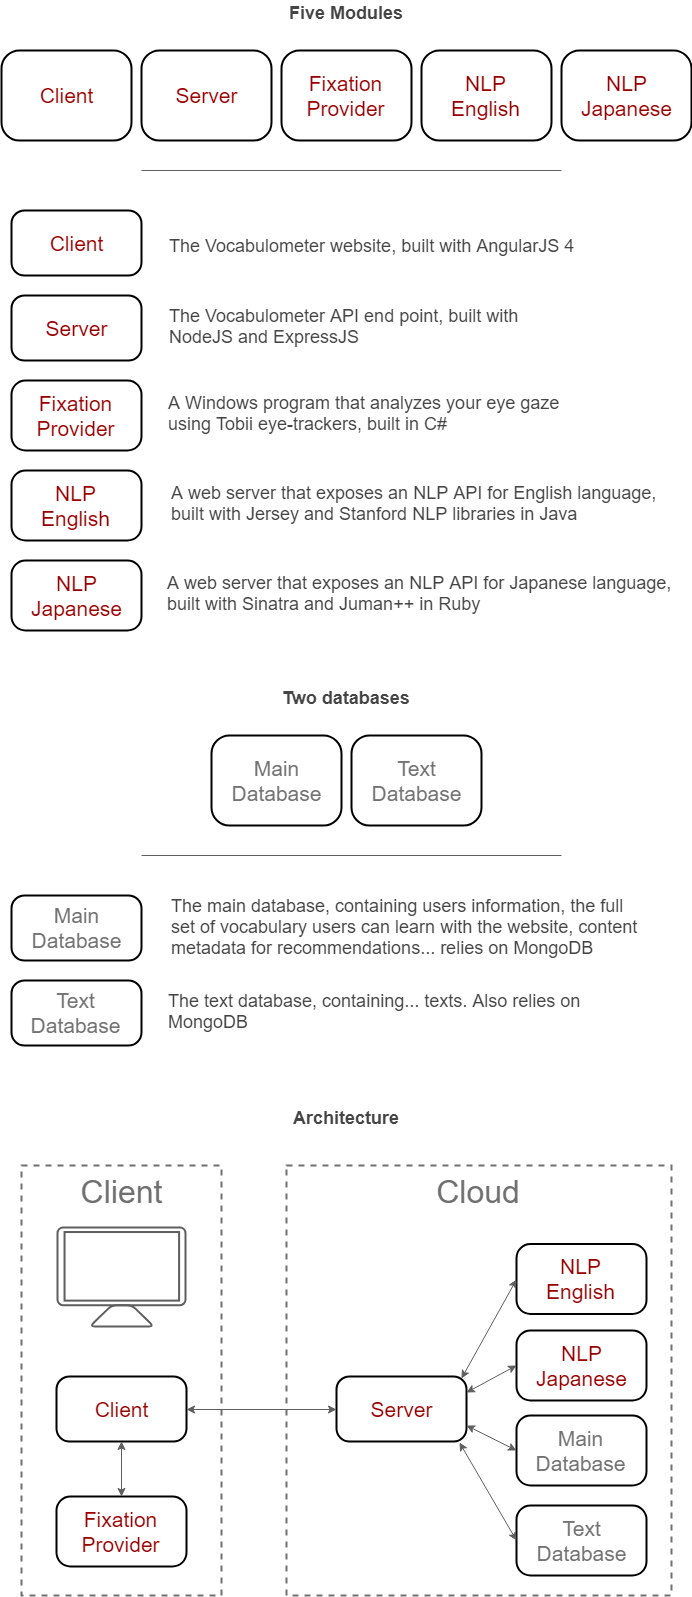 Five Modules
Client
Server
Fixation
Provider
NLP
English
NLP
Japanese
Client
The Vocabulometer website, built with AngularJS 4
Server
The Vocabulometer API end point, built with
NodeJS and ExpressJS
Fixation
Provider
A Windows program that analyzes your eye gaze
using Tobii eye-trackers, built in C#
NLP
English
A web server that exposes an NLP API for English language,
built with Jersey and Stanford NLP libraries in Java
NLP
Japanese
A web server that exposes an NLP API for Japanese language,
built with Sinatra and Juman++ in Ruby
Two databases
Main
Database
Text
Database
Main
Database
The main database, containing users information, the full
set of vocabulary users can learn with the website, content
metadata for recommendations... relies on MongoDB
Text
Database
The text database, containing... texts. Also relies on
MongoDB
Architecture
Client
Cloud
NLP
English
NLP
Japanese
Client
Server
Main
Database
Fixation
Provider
Text
Database